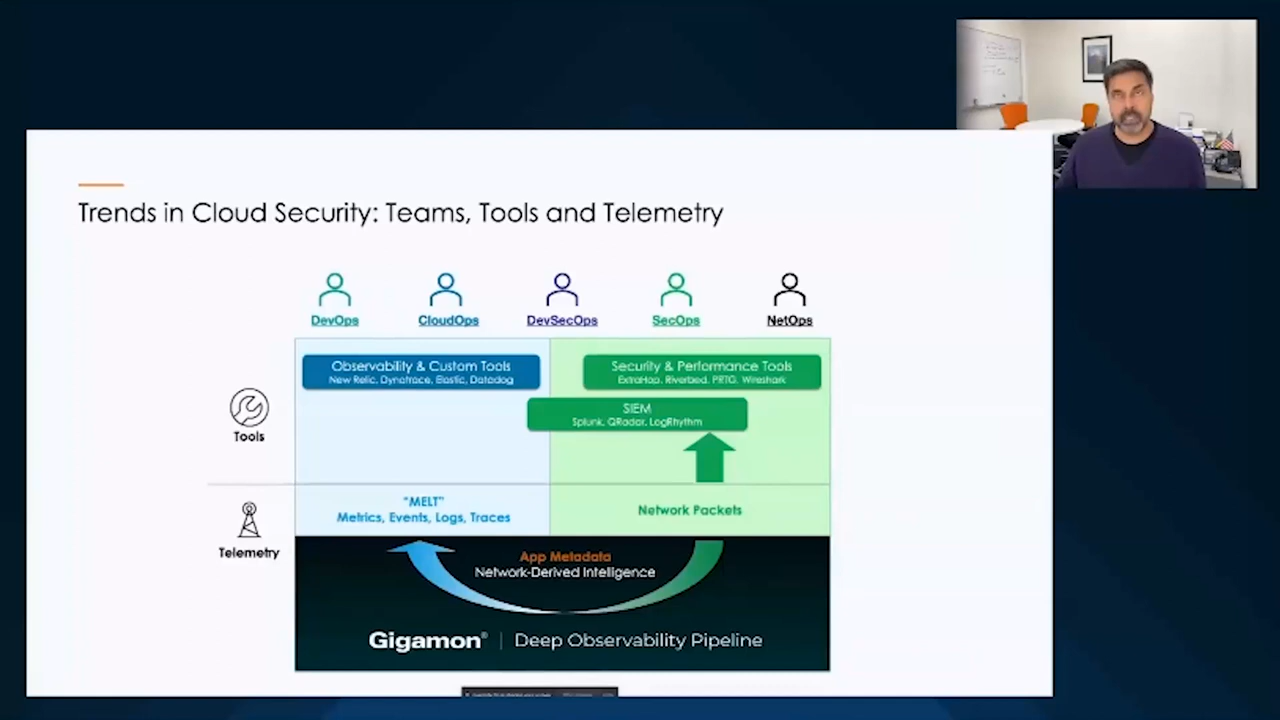 Trends in Cloud Security: Teams, Tools and Telemetry
DevOps
CloudOps
DevSecOps
SecOps
NetOps
Observability & Custom Tools
New Relic, Dynatrace, Elastic, Datadog
Security & Performance Tools
ExtraHop, Riverbed, PRTG, Wireshark
SIEM
Splunk, QRadar, LogRhythm
Tools
"MELT"
Metrics, Events, Logs, Traces
Network Packets
Telemetry
App Metadata
Network-Derived Intelligence
Gigamon® | Deep Observability Pipeline